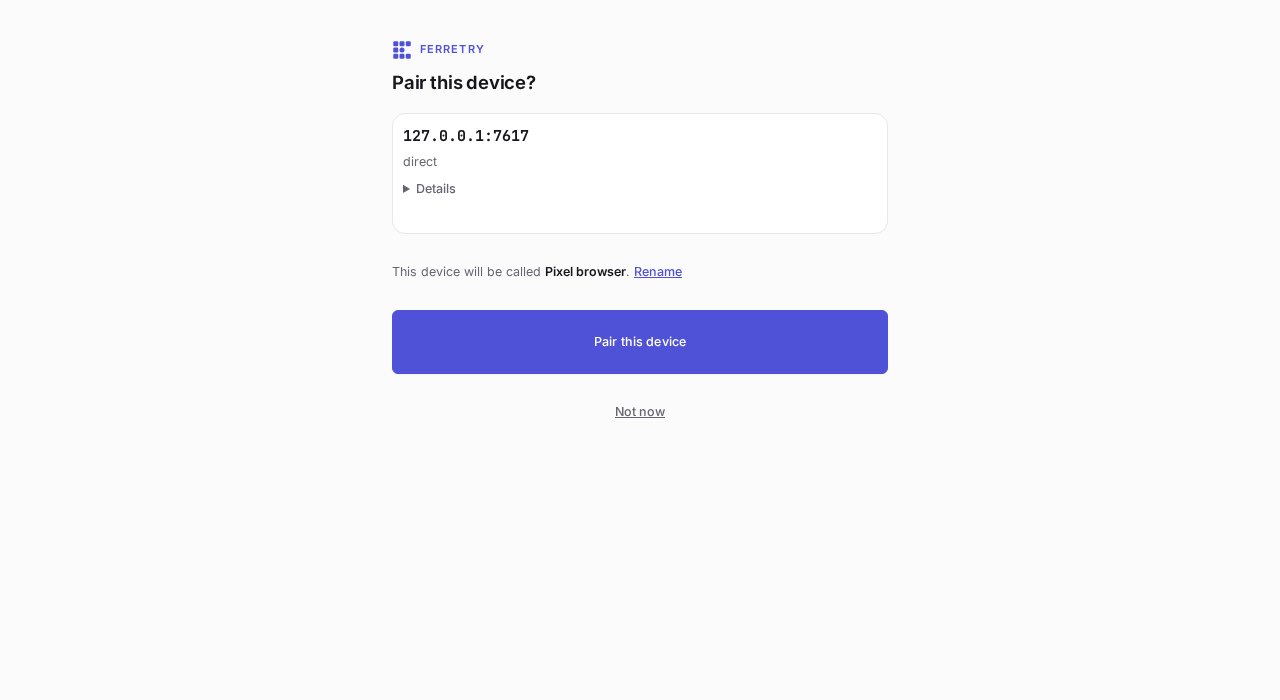 FERRETRY
Pair this device?
127.0.0.1:7617
direct
Details
This device will be called Pixel browser. Rename
Pair this device
Not now